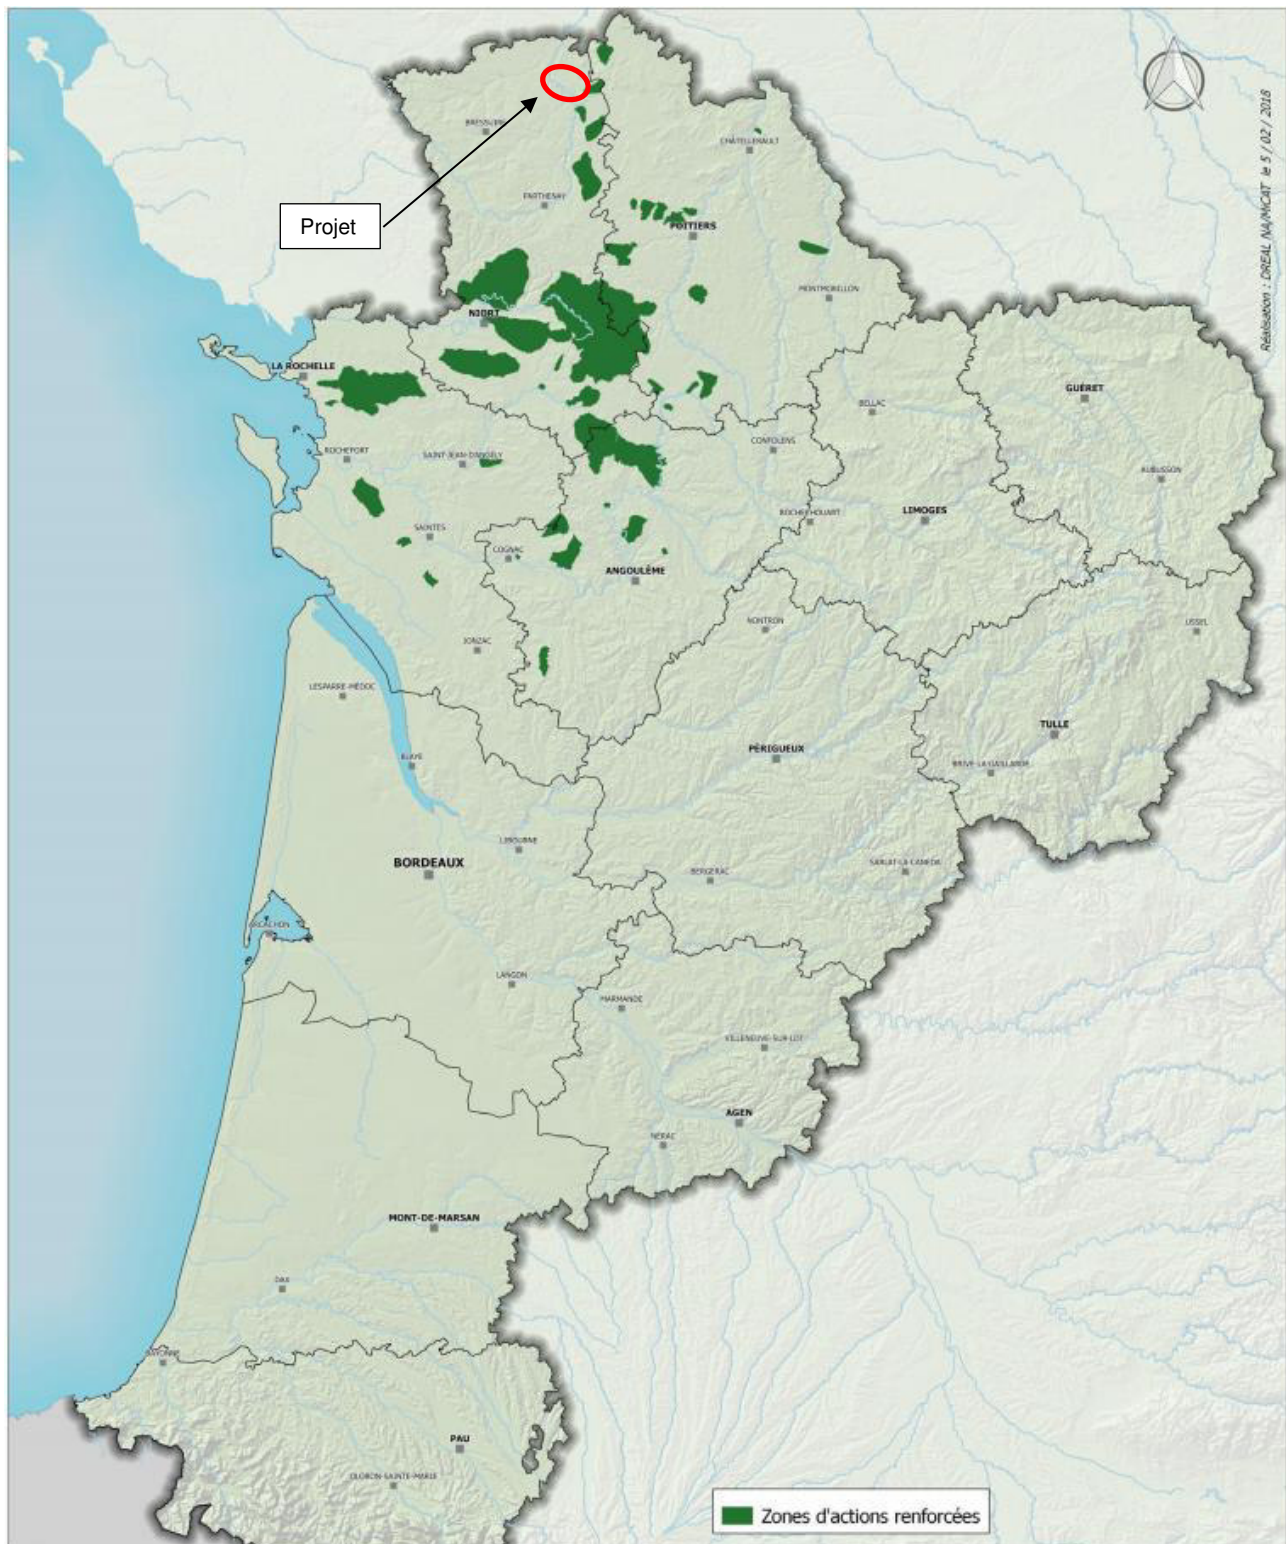 BRESSUIRE
CHÂTELLERAULT
Projet
PARTHENAY
POITIERS
MONTMORILLON
NIORT
LA ROCHELLE
GUÉRET
BELLAC
ROCHEFORT
SAINT-JEAN-D'ANGÉLY
CONFOLENS
AUBUSSON
SAINTES
ROCHECHOUART
LIMOGES
COGNAC
ANGOULÊME
NONTRON
USSEL
JONZAC
LESPARRE-MÉDOC
TULLE
PÉRIGUEUX
BLAYE
BRIVE-LA-GAILLARDE
LIBOURNE
BORDEAUX
BERGERAC
SARLAT-LA-CANÉDA
ARCACHON
LANGON
MARMANDE
VILLENEUVE-SUR-LOT
AGEN
NÉRAC
MONT-DE-MARSAN
DAX
BAYONNE
PAU
OLORON-SAINTE-MARIE
Zones d'actions renforcées
Réalisation : DREAL NA/MICAT le 5 / 02 / 2018